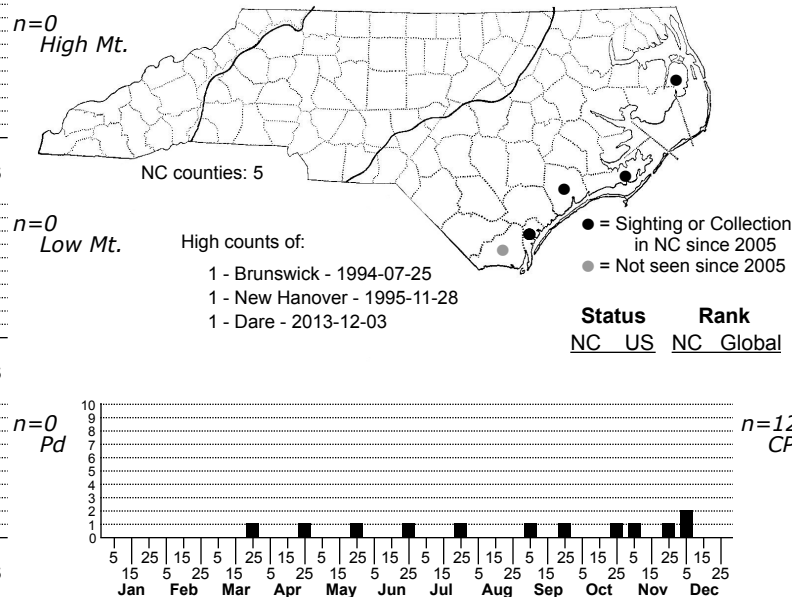 n=0
High Mt.
NC counties: 5
n=0
Low Mt.
High counts of:
1 - Brunswick - 1994-07-25
1 - New Hanover - 1995-11-28
1 - Dare - 2013-12-03
= Sighting or Collection
in NC since 2005
= Not seen since 2005
Status Rank
NC US NC Global
n=0
Pd
n=12
CP
10
9
8
7
6
5
4
3
2
1
0
5 25 15 5 25 15 5 25 15 5 25 15 5 25 15 5 25 15
15 5 25 15 5 25 15 5 25 15 5 25 15 5 25 15 5 25
Jan Feb Mar Apr May Jun Jul Aug Sep Oct Nov Dec